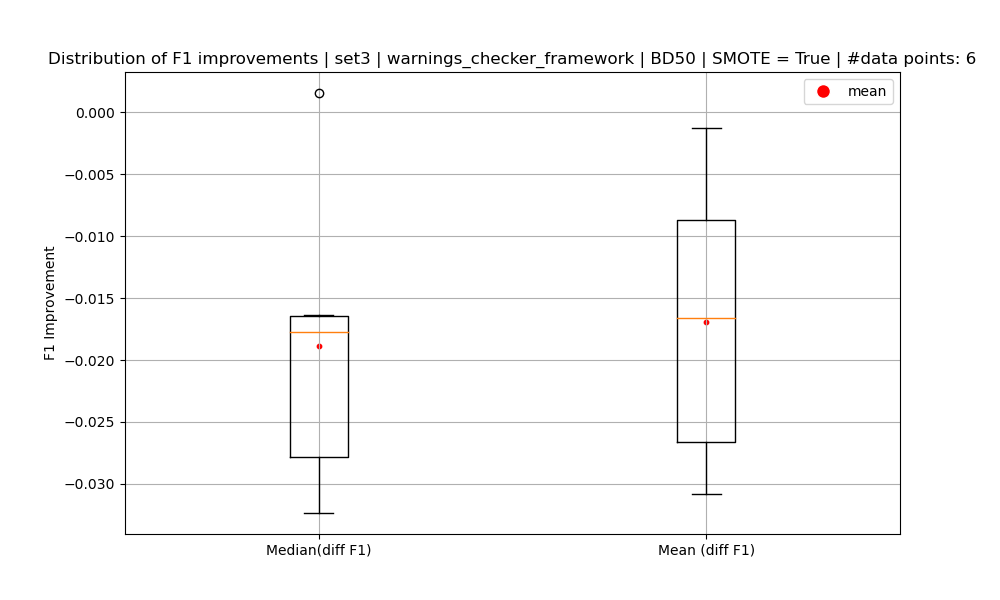 Distribution of F1 improvements | set3 | warnings_checker_framework | BD50 | SMOTE = True | #data points: 6
mean
0.000
−0.005
−0.010
−0.015
−0.020
−0.025
−0.030
F1 Improvement
Median(diff F1)
Mean (diff F1)